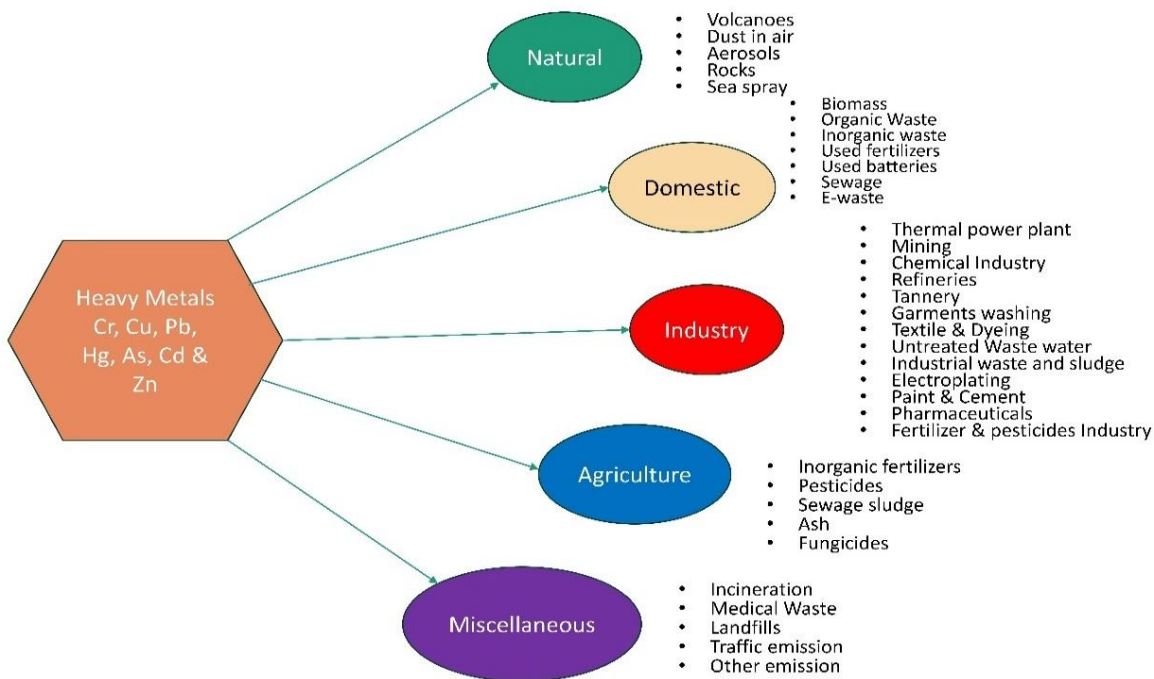 Heavy Metals
Cr, Cu, Pb,
Hg, As, Cd &
Zn
Natural
• Volcanoes
• Dust in air
• Aerosols
• Rocks
• Sea spray
Domestic
• Biomass
• Organic Waste
• Inorganic waste
• Used fertilizers
• Used batteries
• Sewage
• E-waste
Industry
• Thermal power plant
• Mining
• Chemical Industry
• Refineries
• Tannery
• Garments washing
• Textile & Dyeing
• Untreated Waste water
• Industrial waste and sludge
• Electroplating
• Paint & Cement
• Pharmaceuticals
• Fertilizer & pesticides Industry
Agriculture
• Inorganic fertilizers
• Pesticides
• Sewage sludge
• Ash
• Fungicides
Miscellaneous
• Incineration
• Medical Waste
• Landfills
• Traffic emission
• Other emission